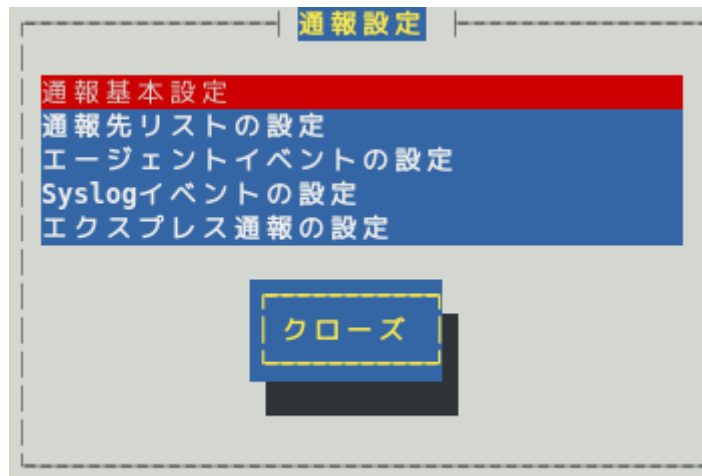 通報設定
通報基本設定
通報先リストの設定
エージェントイベントの設定
Syslogイベントの設定
エクスプレス通報の設定
クローズ